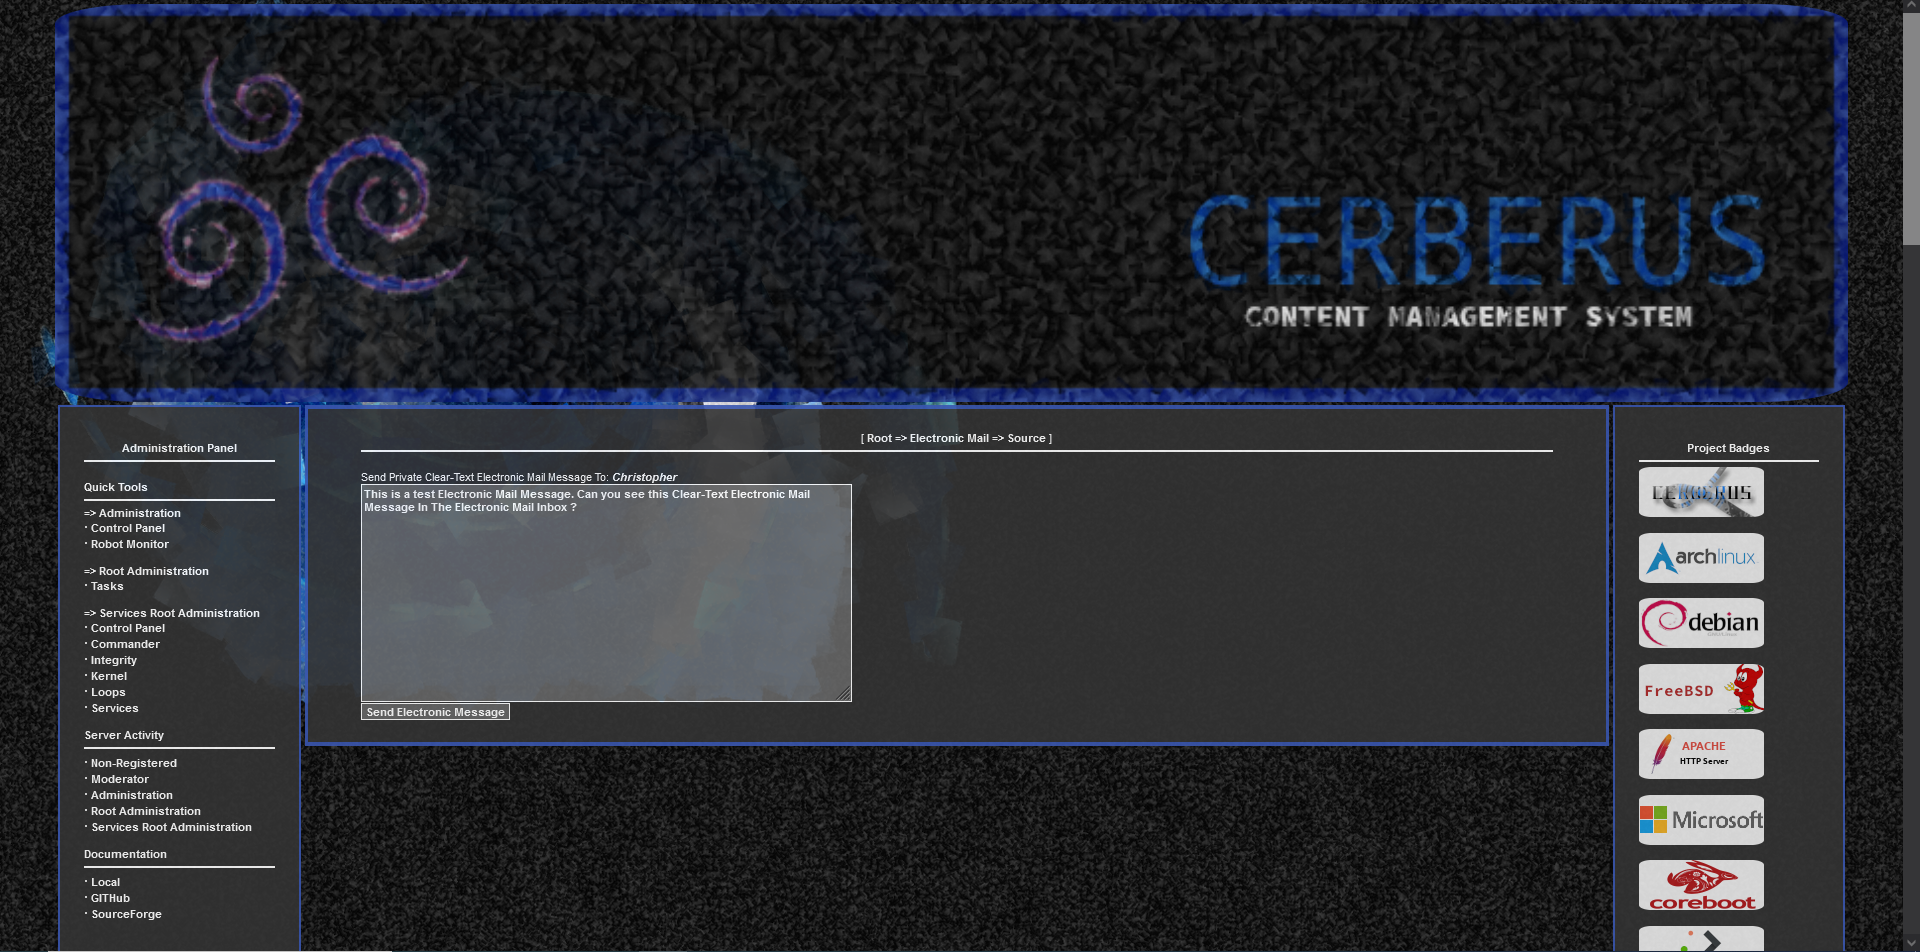 CERBERUS
CONTENT MANAGEMENT SYSTEM
Administration Panel
Quick Tools
=> Administration
· Control Panel
· Robot Monitor
=> Root Administration
· Tasks
=> Services Root Administration
· Control Panel
· Commander
· Integrity
· Kernel
· Loops
· Services
Server Activity
· Non-Registered
· Moderator
· Administration
· Root Administration
· Services Root Administration
Documentation
· Local
· GITHub
· SourceForge
[ Root => Electronic Mail => Source ]
Send Private Clear-Text Electronic Mail Message To: Christopher
This is a test Electronic Mail Message. Can you see this Clear-Text Electronic Mail
Message In The Electronic Mail Inbox ?
Send Electronic Message
Project Badges
CERBERUS
archlinux
debian
FreeBSD
APACHE
HTTP Server
Microsoft
coreboot